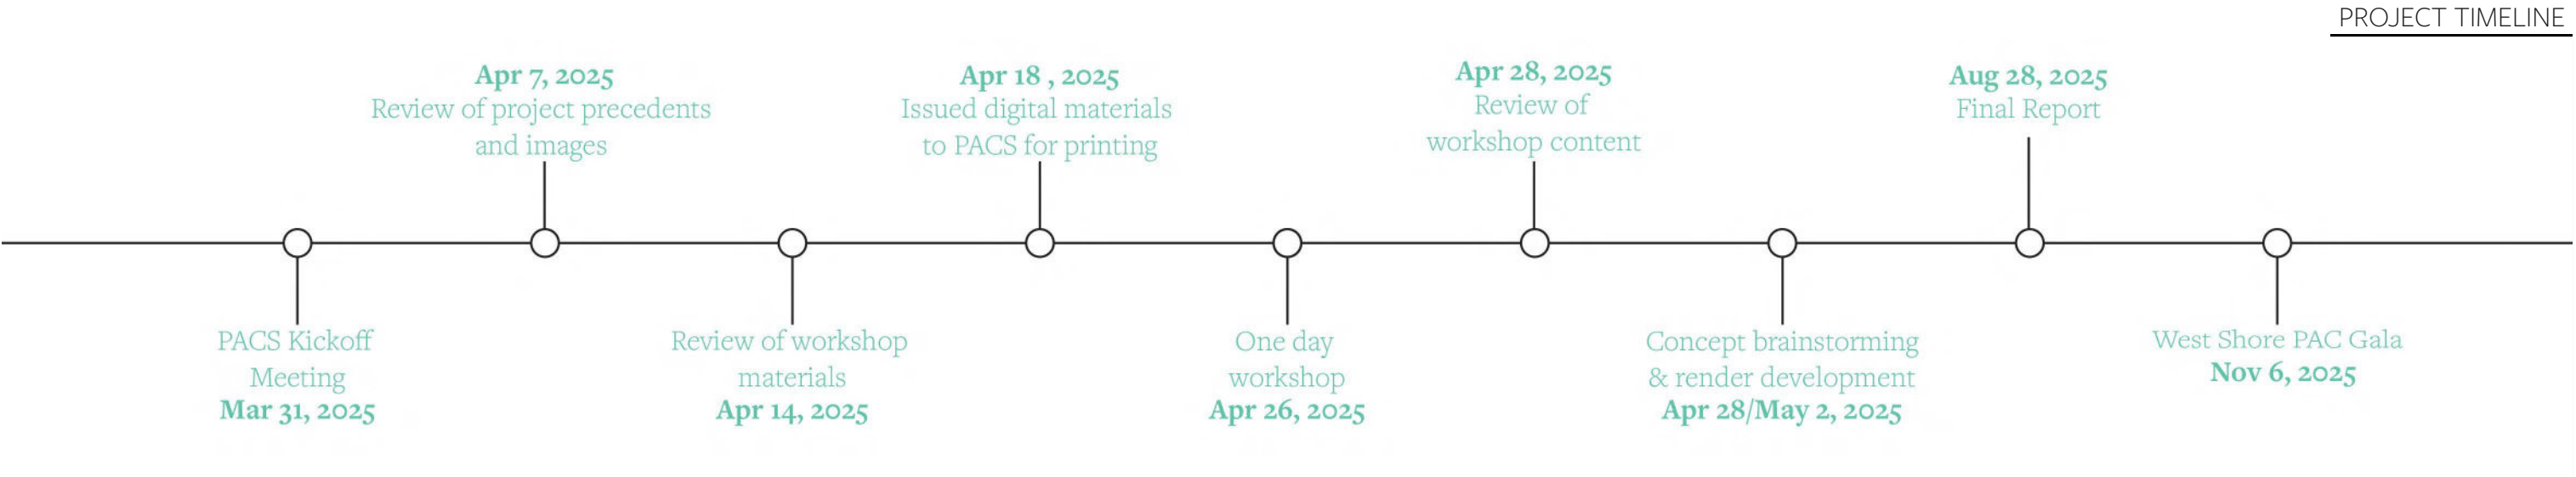 PROJECT TIMELINE
PACS Kickoff
Meeting
Mar 31, 2025
Apr 7, 2025
Review of project precedents
and images
Review of workshop
materials
Apr 14, 2025
Apr 18 , 2025
Issued digital materials
to PACS for printing
One day
workshop
Apr 26, 2025
Apr 28, 2025
Review of
workshop content
Concept brainstorming
& render development
Apr 28/May 2, 2025
Aug 28, 2025
Final Report
West Shore PAC Gala
Nov 6, 2025